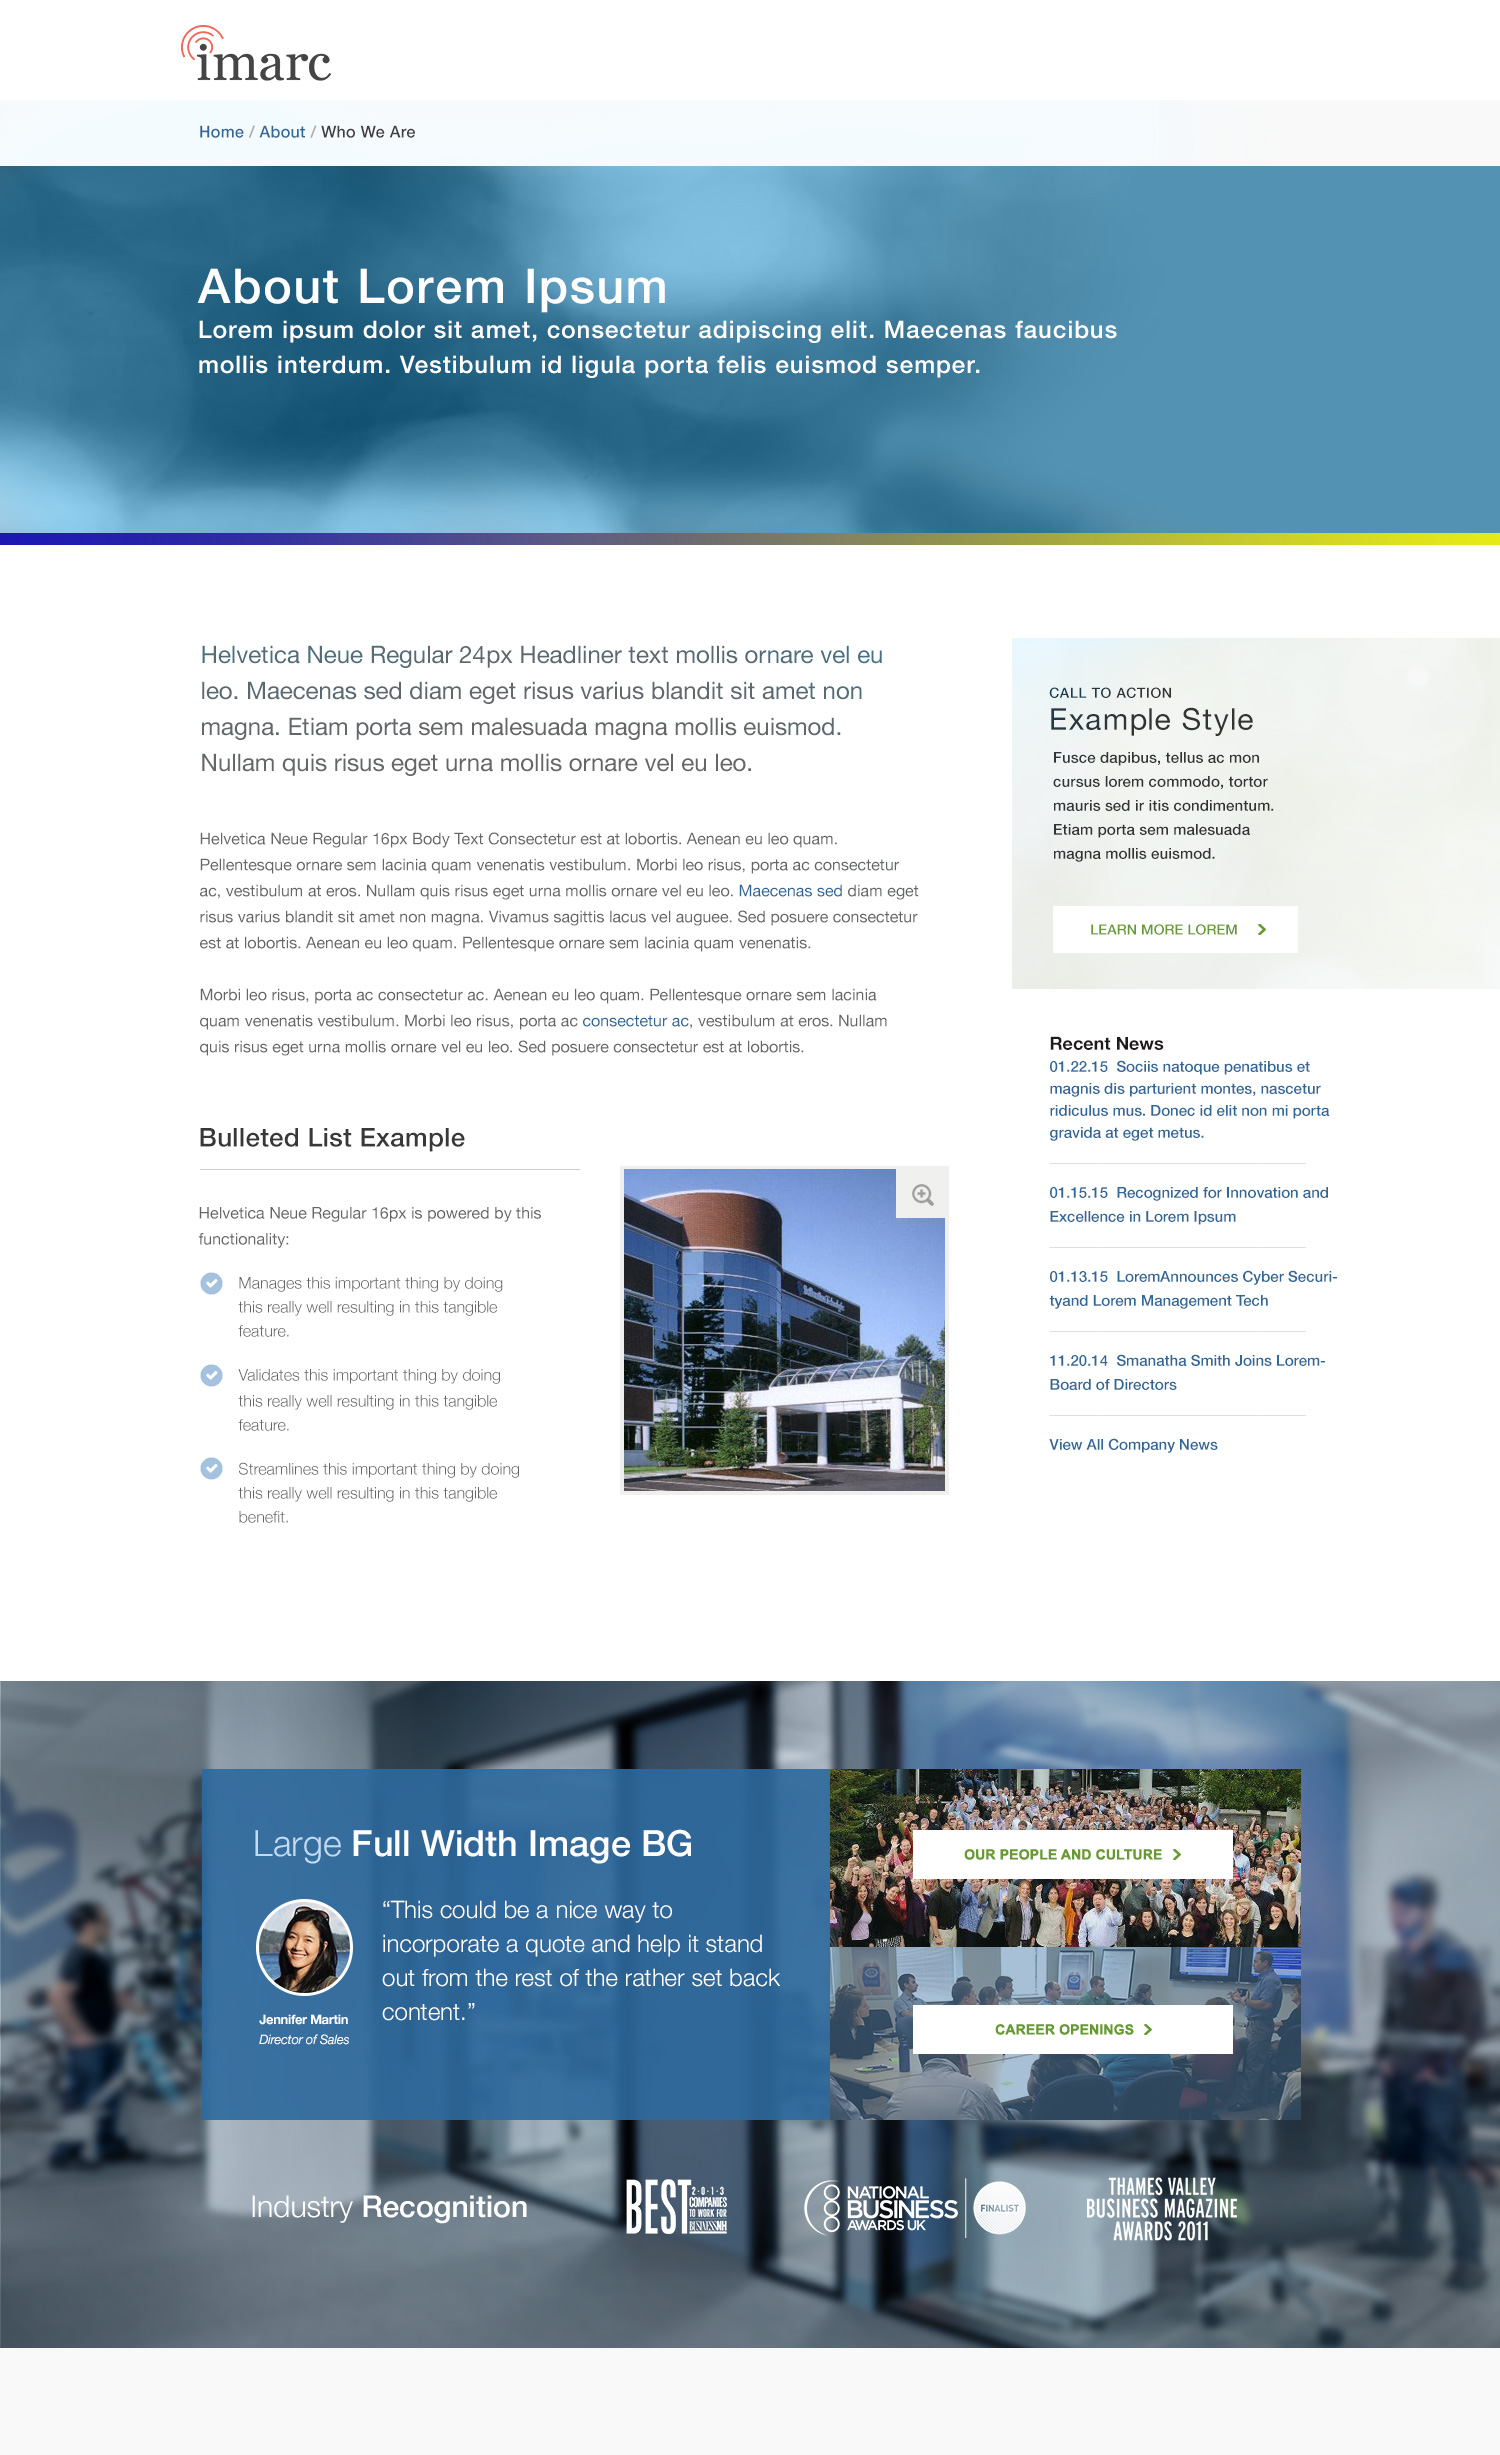 imarc
Home / About / Who We Are
About Lorem Ipsum
Lorem ipsum dolor sit amet, consectetur adipiscing elit. Maecenas faucibus
mollis interdum. Vestibulum id ligula porta felis euismod semper.
Helvetica Neue Regular 24px Headliner text mollis ornare vel eu
leo. Maecenas sed diam eget risus varius blandit sit amet non
magna. Etiam porta sem malesuada magna mollis euismod.
Nullam quis risus eget urna mollis ornare vel eu leo.
Helvetica Neue Regular 16px Body Text Consectetur est at lobortis. Aenean eu leo quam.
Pellentesque ornare sem lacinia quam venenatis vestibulum. Morbi leo risus, porta ac consectetur
ac, vestibulum at eros. Nullam quis risus eget urna mollis ornare vel eu leo. Maecenas sed diam eget
risus varius blandit sit amet non magna. Vivamus sagittis lacus vel auguee. Sed posuere consectetur
est at lobortis. Aenean eu leo quam. Pellentesque ornare sem lacinia quam venenatis.
Morbi leo risus, porta ac consectetur ac. Aenean eu leo quam. Pellentesque ornare sem lacinia
quam venenatis vestibulum. Morbi leo risus, porta ac consectetur ac, vestibulum at eros. Nullam
quis risus eget urna mollis ornare vel eu leo. Sed posuere consectetur est at lobortis.
Bulleted List Example
Helvetica Neue Regular 16px is powered by this
functionality:
Manages this important thing by doing
this really well resulting in this tangible
feature.
Validates this important thing by doing
this really well resulting in this tangible
feature.
Streamlines this important thing by doing
this really well resulting in this tangible
benefit.
CALL TO ACTION
Example Style
Fusce dapibus, tellus ac mon
cursus lorem commodo, tortor
mauris sed ir itis condimentum.
Etiam porta sem malesuada
magna mollis euismod.
LEARN MORE LOREM
Recent News
01.22.15 Sociis natoque penatibus et
magnis dis parturient montes, nascetur
ridiculus mus. Donec id elit non mi porta
gravida at eget metus.
01.15.15 Recognized for Innovation and
Excellence in Lorem Ipsum
01.13.15 LoremAnnounces Cyber Securi-
tyand Lorem Management Tech
11.20.14 Smanatha Smith Joins Lorem-
Board of Directors
View All Company News
Large Full Width Image BG
“This could be a nice way to
incorporate a quote and help it stand
out from the rest of the rather set back
content.”
Jennifer Martin
Director of Sales
OUR PEOPLE AND CULTURE
CAREER OPENINGS
Industry Recognition
BEST
2·0·1·3
COMPANIES
TO WORK FOR
BUSINESSNH
NATIONAL
BUSINESS
AWARDS UK
FINALIST
THAMES VALLEY
BUSINESS MAGAZINE
AWARDS 2011